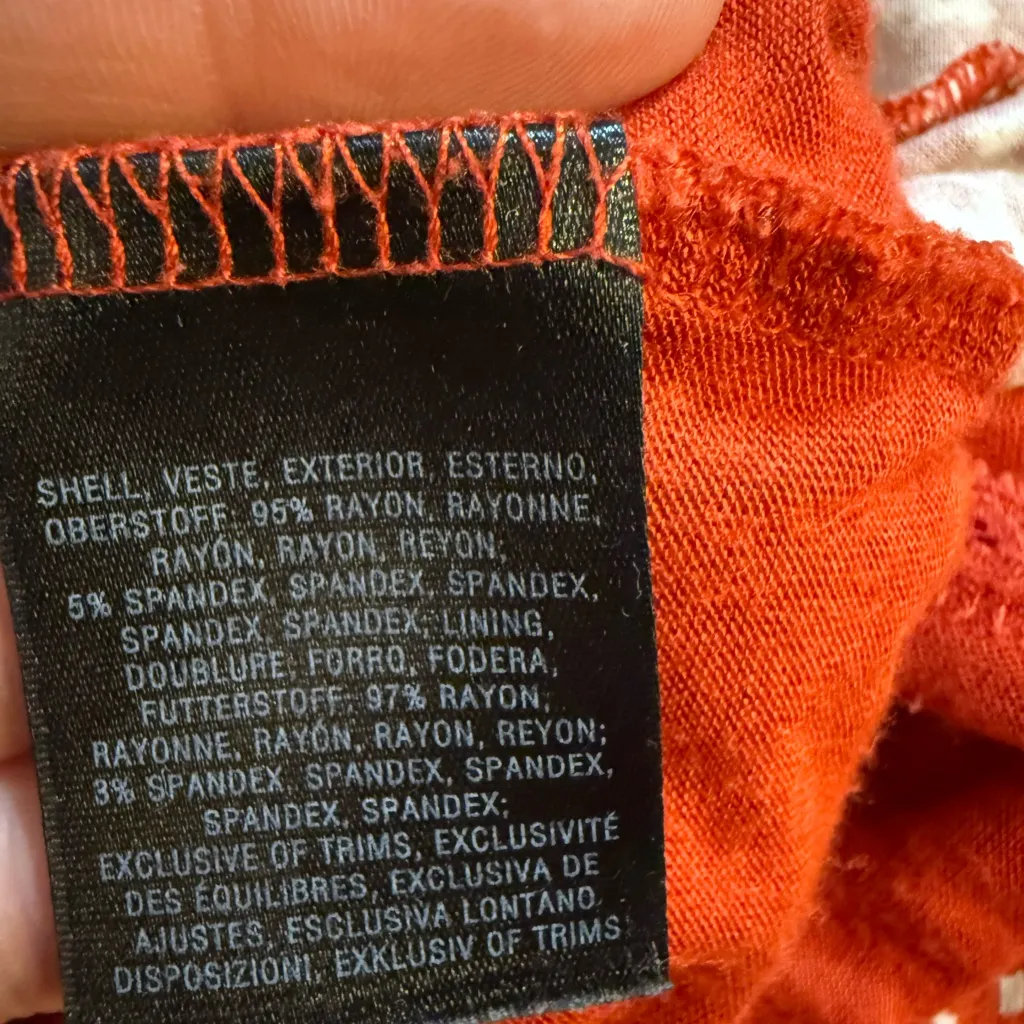 SHELL, VESTE, EXTERIOR, ESTERNO,
OBERSTOFF: 95% RAYON, RAYONNE,
RAYÓN, RAYON, REYON;
5% SPANDEX, SPANDEX, SPANDEX,
SPANDEX, SPANDEX; LINING,
DOUBLURE, FORRO, FODERA,
FUTTERSTOFF: 97% RAYON;
RAYONNE, RAYÓN, RAYON, REYON;
3% SPANDEX, SPANDEX, SPANDEX,
SPANDEX, SPANDEX;
EXCLUSIVE OF TRIMS, EXCLUSIVITÉ
DES ÉQUILIBRES, EXCLUSIVA DE
AJUSTES, ESCLUSIVA LONTANO
DISPOSIZIONI, EXKLUSIV OF TRIMS